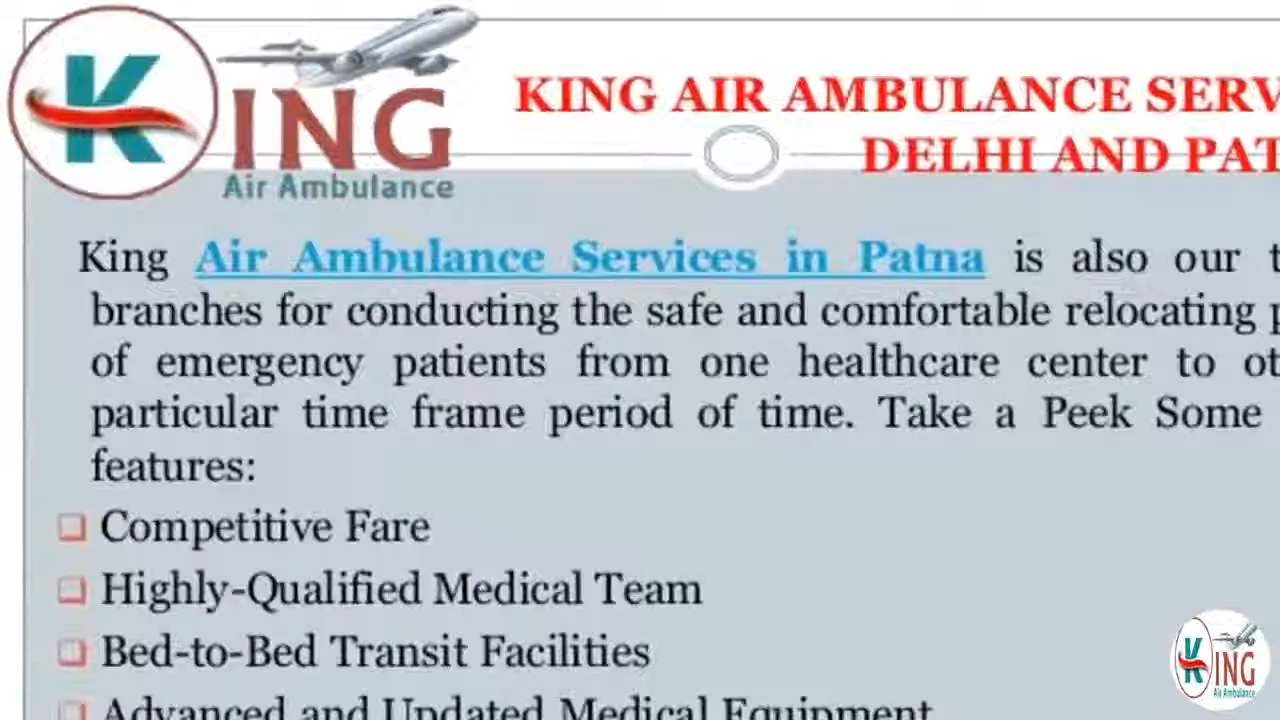 KING
Air Ambulance
KING AIR AMBULANCE
DELHI AND
King Air Ambulance Services in Patna is also our
branches for conducting the safe and comfortable relocating
of emergency patients from one healthcare center to
particular time frame period of time. Take a Peek Some
features:
Competitive Fare
Highly-Qualified Medical Team
Bed-to-Bed Transit Facilities
Advanced and Updated Medical Equipment
KING
Air Ambulance